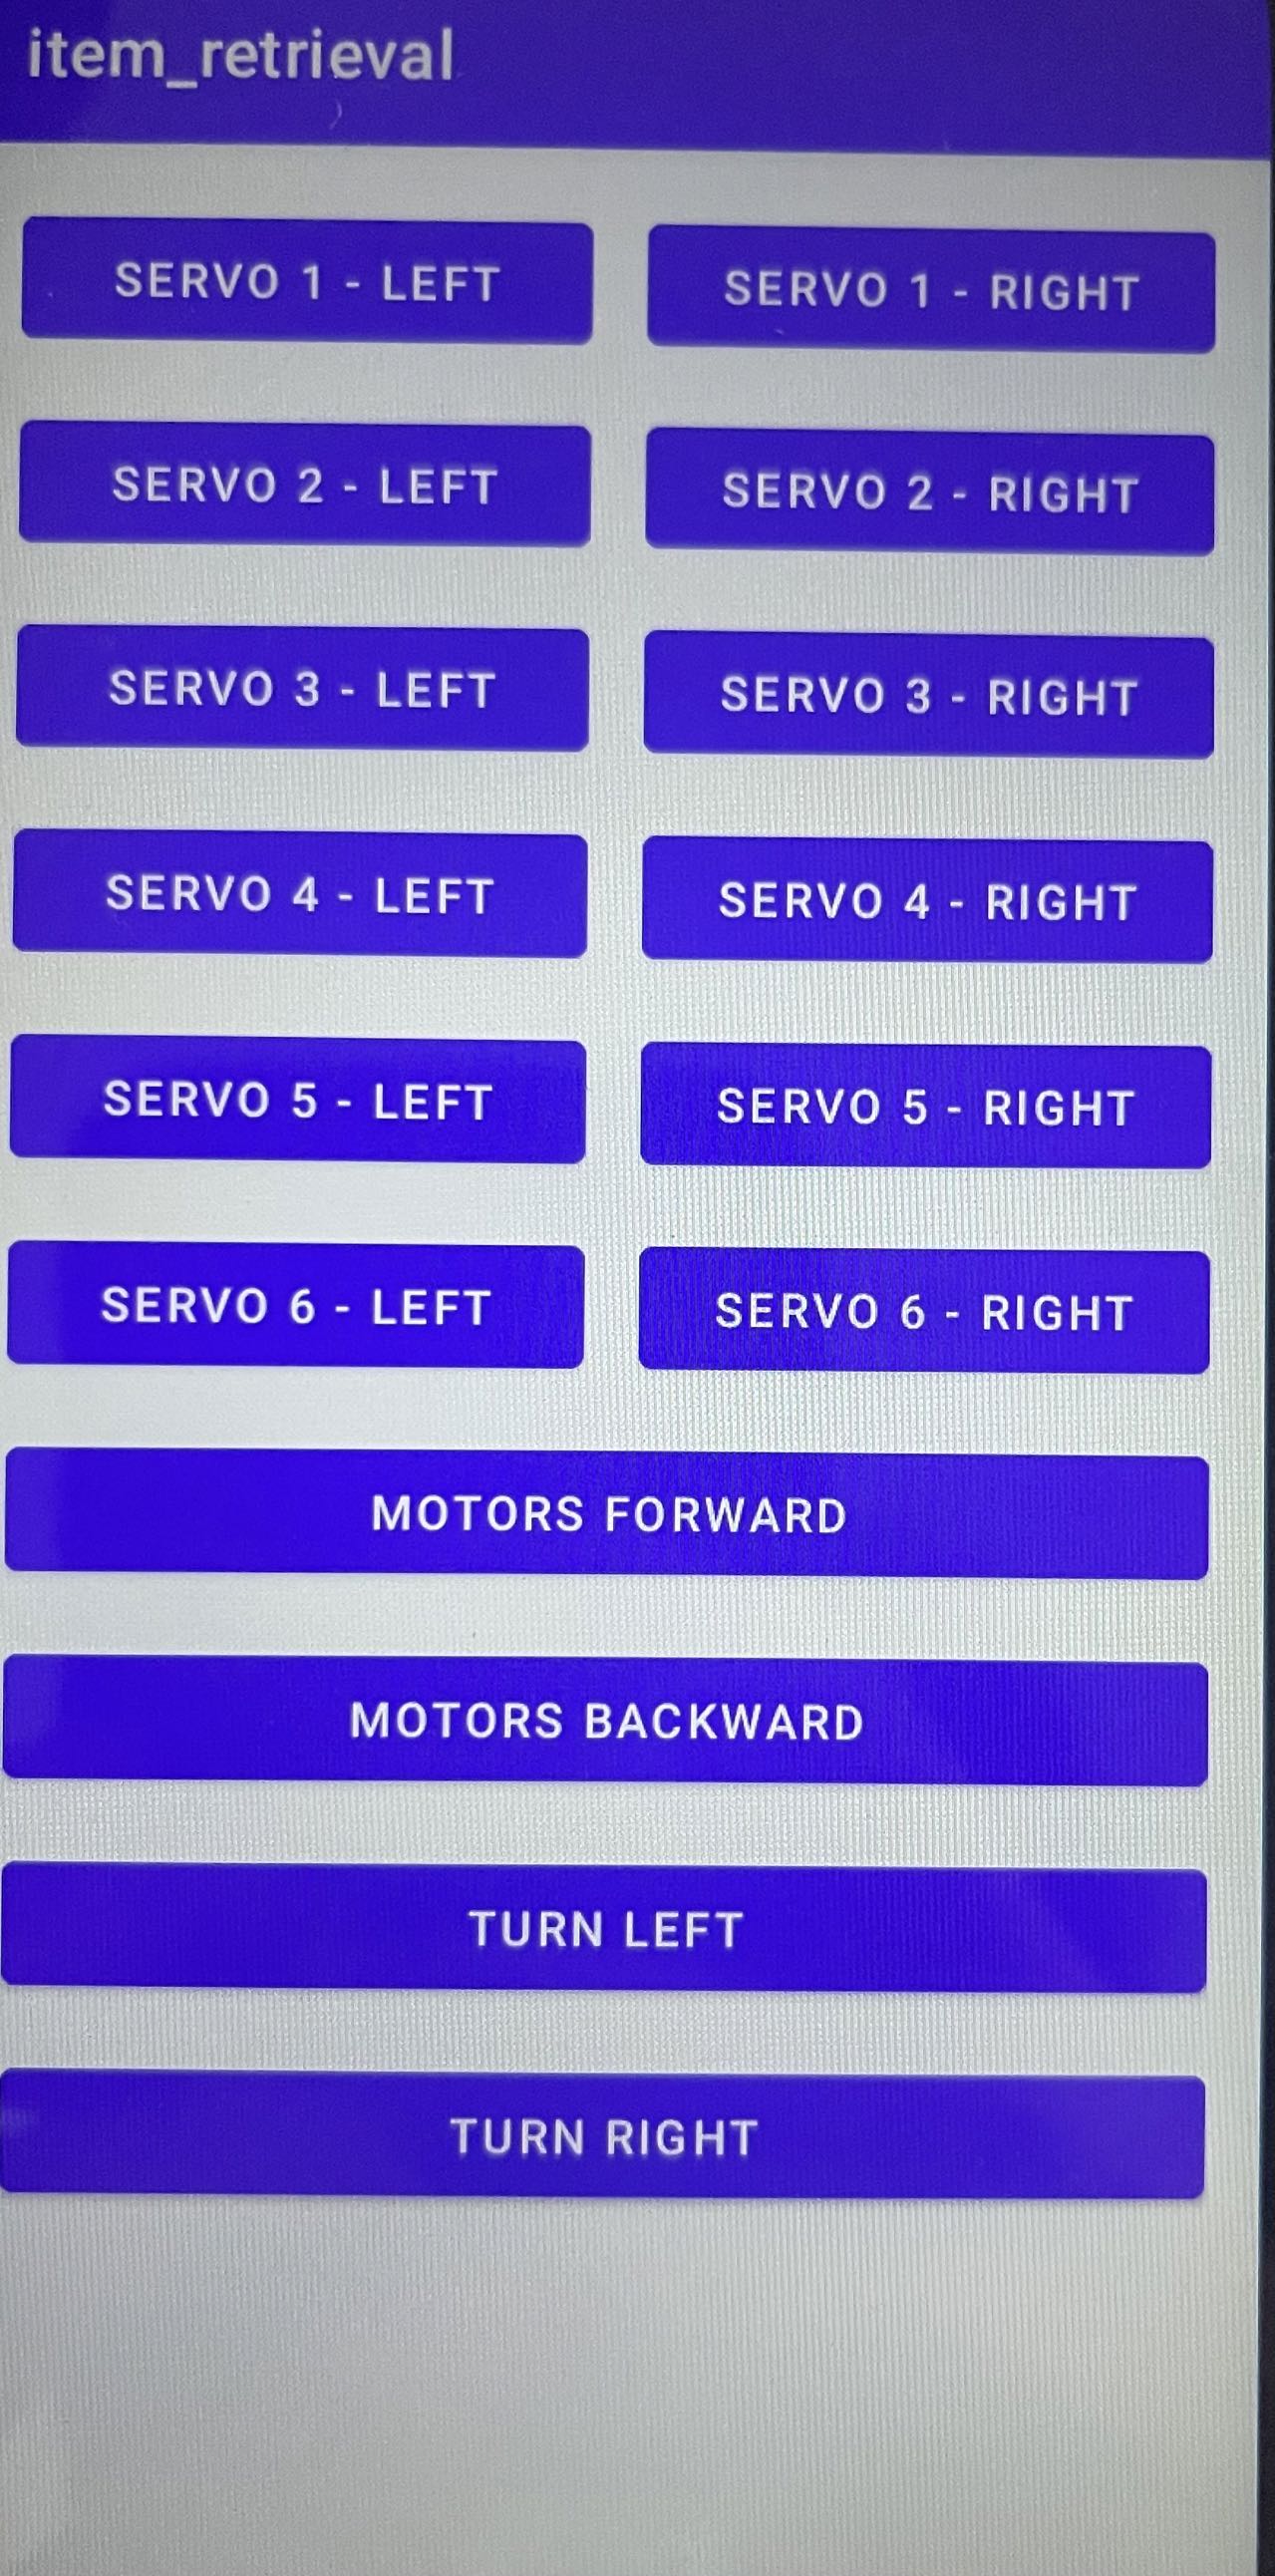 item_retrieval
SERVO 1 - LEFT
SERVO 1 - RIGHT
SERVO 2 - LEFT
SERVO 2 - RIGHT
SERVO 3 - LEFT
SERVO 3 - RIGHT
SERVO 4 - LEFT
SERVO 4 - RIGHT
SERVO 5 - LEFT
SERVO 5 - RIGHT
SERVO 6 - LEFT
SERVO 6 - RIGHT
MOTORS FORWARD
MOTORS BACKWARD
TURN LEFT
TURN RIGHT